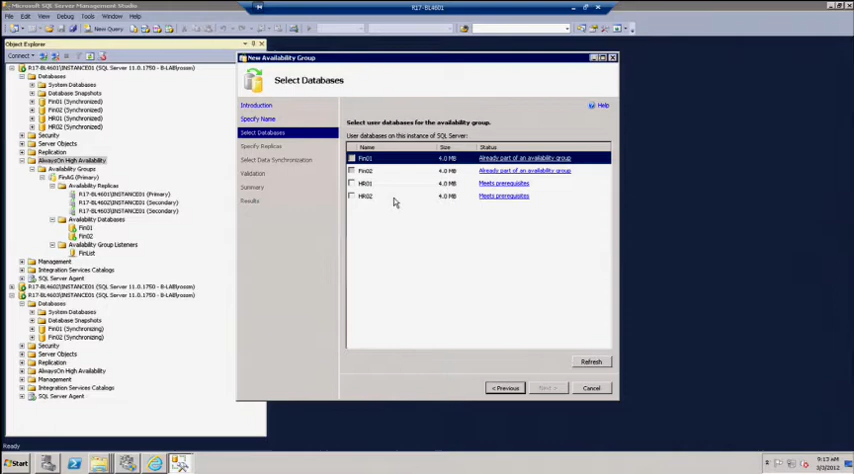 Microsoft SQL Server Management Studio
R17-BL4601
File Edit View Debug Tools Window Help
New Query
Object Explorer
Connect
R17-BL4601\INSTANCE01 (SQL Server 11.0.1750 - B-LAB\rossm)
Databases
System Databases
Database Snapshots
Fin01 (Synchronized)
Fin02 (Synchronized)
HR01 (Synchronized)
HR02 (Synchronized)
Security
Server Objects
Replication
AlwaysOn High Availability
Availability Groups
FinAG (Primary)
Availability Replicas
R17-BL4601\INSTANCE01 (Primary)
R17-BL4602\INSTANCE01 (Secondary)
R17-BL4603\INSTANCE01 (Secondary)
Availability Databases
Fin01
Fin02
Availability Group Listeners
FinList
Management
Integration Services Catalogs
SQL Server Agent
R17-BL4602\INSTANCE01 (SQL Server 11.0.1750 - B-LAB\rossm)
R17-BL4603\INSTANCE01 (SQL Server 11.0.1750 - B-LAB\rossm)
Databases
System Databases
Database Snapshots
Fin01 (Synchronizing)
Fin02 (Synchronizing)
Security
Server Objects
Replication
AlwaysOn High Availability
Management
Integration Services Catalogs
SQL Server Agent
New Availability Group
Select Databases
Introduction
Specify Name
Select Databases
Specify Replicas
Select Data Synchronization
Validation
Summary
Results
Help
Select user databases for the availability group.
User databases on this instance of SQL Server:
Name Size Status
Fin01 4.0 MB Already part of an availability group
Fin02 4.0 MB Already part of an availability group
HR01 4.0 MB Meets prerequisites
HR02 4.0 MB Meets prerequisites
Refresh
< Previous Next > Cancel
Ready
Start
9:13 AM
3/3/2012